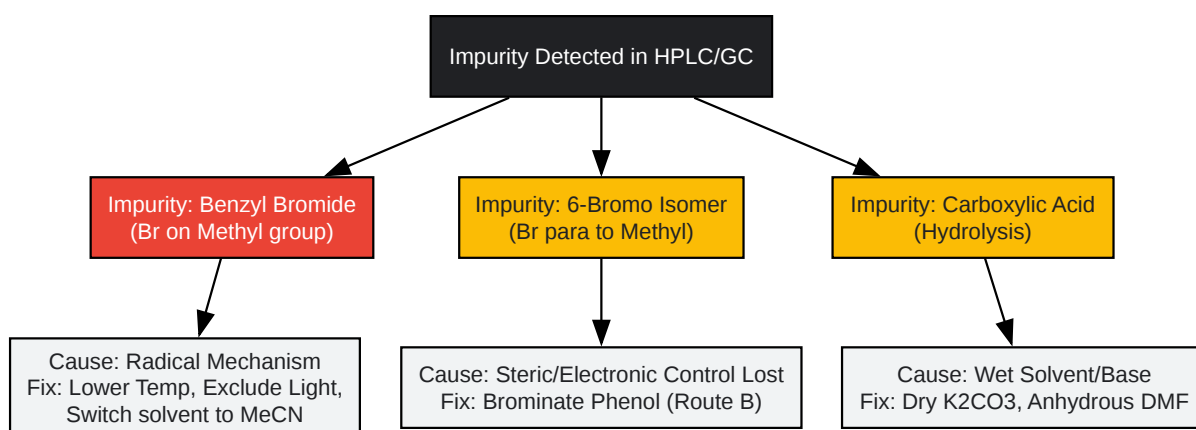 Impurity Detected in HPLC/GC
Impurity: Benzyl Bromide
(Br on Methyl group)
Impurity: 6-Bromo Isomer
(Br para to Methyl)
Impurity: Carboxylic Acid
(Hydrolysis)
Cause: Radical Mechanism
Fix: Lower Temp, Exclude Light,
Switch solvent to MeCN
Cause: Steric/Electronic Control Lost
Fix: Brominate Phenol (Route B)
Cause: Wet Solvent/Base
Fix: Dry K2CO3, Anhydrous DMF